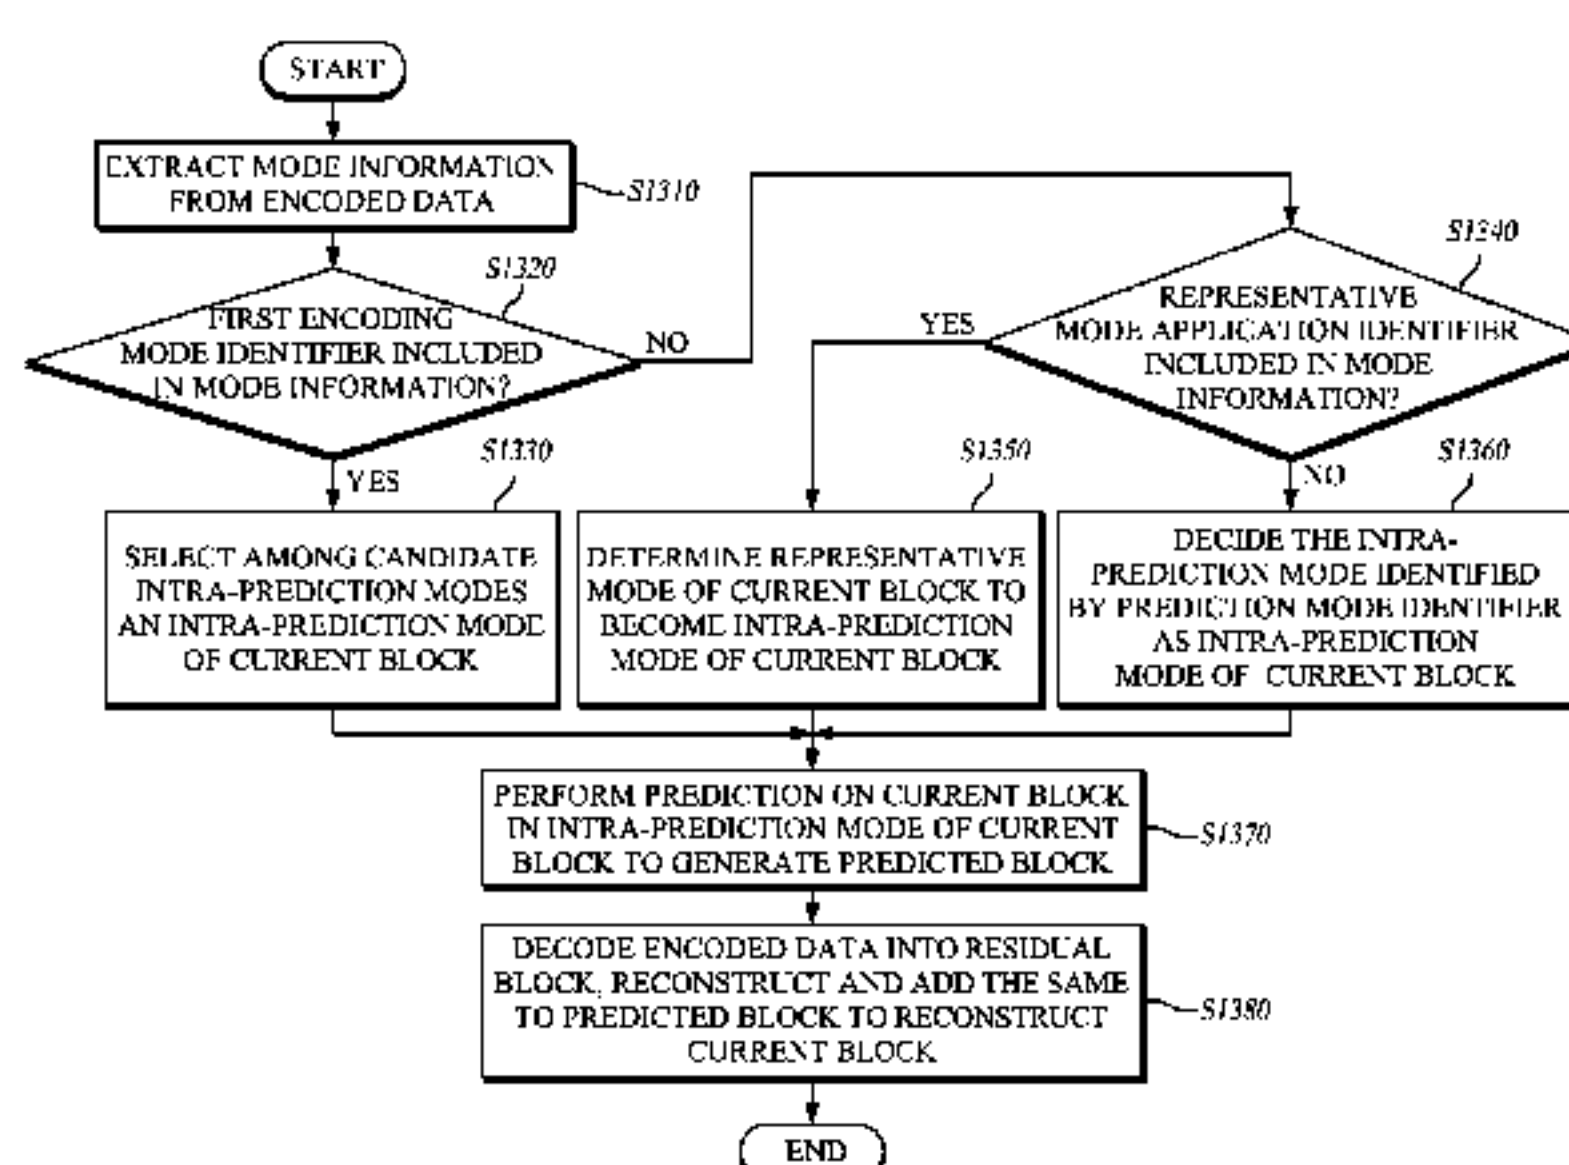 START
EXTRACT MODE INFORMATION
FROM ENCODED DATA
S1310
S1320
FIRST ENCODING
MODE IDENTIFIER INCLUDED
IN MODE INFORMATION?
NO
YES
S1340
REPRESENTATIVE
MODE APPLICATION IDENTIFIER
INCLUDED IN MODE
INFORMATION?
YES
NO
S1330
SELECT AMONG CANDIDATE
INTRA-PREDICTION MODES
AN INTRA-PREDICTION MODE
OF CURRENT BLOCK
S1350
DETERMINE REPRESENTATIVE
MODE OF CURRENT BLOCK TO
BECOME INTRA-PREDICTION
MODE OF CURRENT BLOCK
S1360
DECIDE THE INTRA-
PREDICTION MODE IDENTIFIED
BY PREDICTION MODE IDENTIFIER
AS INTRA-PREDICTION
MODE OF CURRENT BLOCK
PERFORM PREDICTION ON CURRENT BLOCK
IN INTRA-PREDICTION MODE OF CURRENT
BLOCK TO GENERATE PREDICTED BLOCK
S1370
DECODE ENCODED DATA INTO RESIDUAL
BLOCK, RECONSTRUCT AND ADD THE SAME
TO PREDICTED BLOCK TO RECONSTRUCT
CURRENT BLOCK
S1380
END